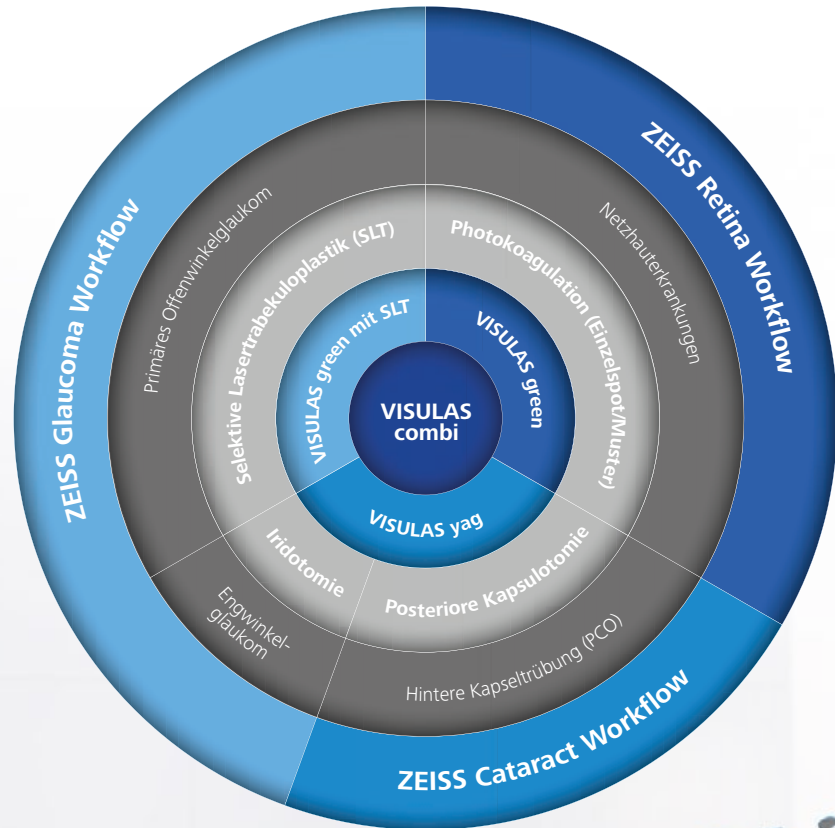 ZEISS Glaucoma Workflow
ZEISS Retina Workflow
ZEISS Cataract Workflow
Primäres Offenwinkelglaukom
Netzhauterkrankungen
Engwinkel-
glaukom
Hintere Kapseltrübung (PCO)
Selektive Lasertrabekuloplastik (SLT)
Photokoagulation (Einzelspot/Muster)
Iridotomie
Posteriore Kapsulotomie
VISULAS green mit SLT
VISULAS green
VISULAS yag
VISULAS
combi